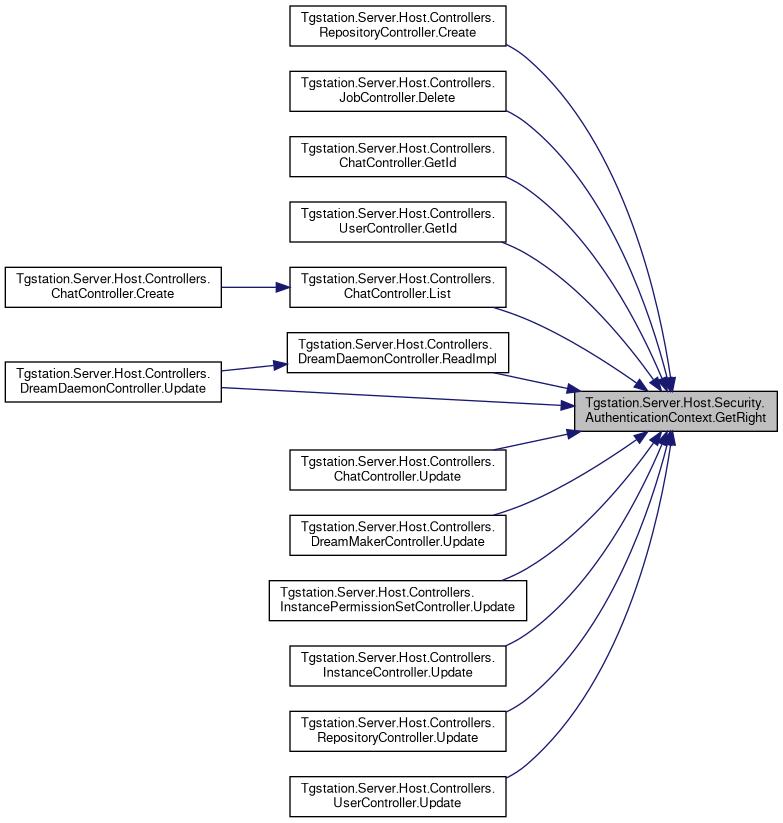 Tgstation.Server.Host.Controllers.
RepositoryController.Create
Tgstation.Server.Host.Controllers.
JobController.Delete
Tgstation.Server.Host.Controllers.
ChatController.GetId
Tgstation.Server.Host.Controllers.
UserController.GetId
Tgstation.Server.Host.Controllers.
ChatController.Create
Tgstation.Server.Host.Controllers.
ChatController.List
Tgstation.Server.Host.Controllers.
DreamDaemonController.ReadImpl
Tgstation.Server.Host.Controllers.
DreamDaemonController.Update
Tgstation.Server.Host.Security.
AuthenticationContext.GetRight
Tgstation.Server.Host.Controllers.
ChatController.Update
Tgstation.Server.Host.Controllers.
DreamMakerController.Update
Tgstation.Server.Host.Controllers.
InstancePermissionSetController.Update
Tgstation.Server.Host.Controllers.
InstanceController.Update
Tgstation.Server.Host.Controllers.
RepositoryController.Update
Tgstation.Server.Host.Controllers.
UserController.Update